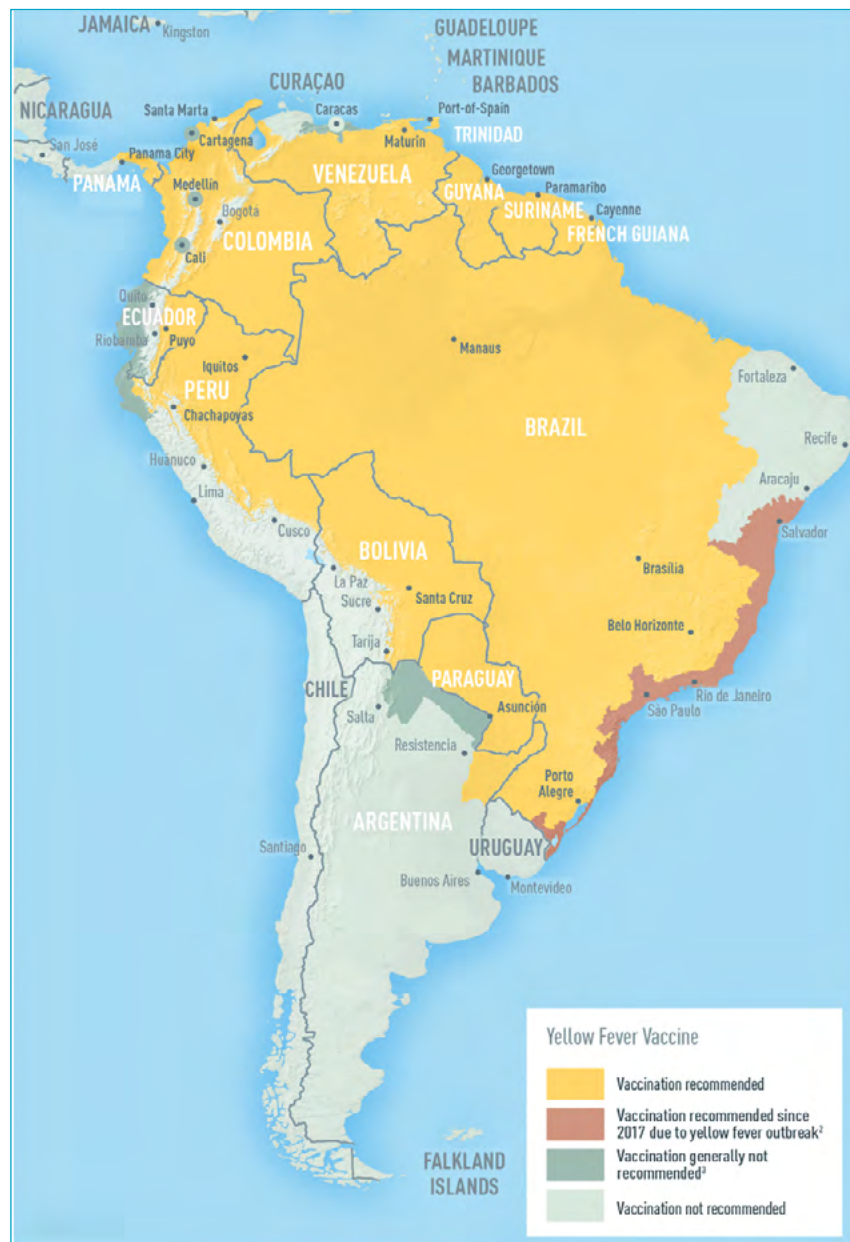 JAMAICA
Kingston
GUADELOUPE
MARTINIQUE
BARBADOS
CURAÇAO
NICARAGUA
Santa Marta
Caracas
Port-of-Spain
San José
Panama City
Cartagena
Maturín
TRINIDAD
PANAMA
VENEZUELA
Georgetown
Medellín
GUYANA
Paramaribo
Bogotá
SURINAME
Cayenne
COLOMBIA
FRENCH GUIANA
Cali
Quito
ECUADOR
Riobamba
Puyo
Manaus
Iquitos
PERU
Chachapoyas
Fortaleza
BRAZIL
Recife
Huánuco
Lima
Aracaju
Cusco
Salvador
BOLIVIA
Brasília
La Paz
Sucre
Santa Cruz
Belo Horizonte
Tarija
PARAGUAY
CHILE
Rio de Janeiro
São Paulo
Salta
Asunción
Resistencia
Porto
Alegre
ARGENTINA
URUGUAY
Santiago
Buenos Aires
Montevideo
Yellow Fever Vaccine
Vaccination recommended
Vaccination recommended since
2017 due to yellow fever outbreak²
Vaccination generally not
recommended³
Vaccination not recommended
FALKLAND
ISLANDS